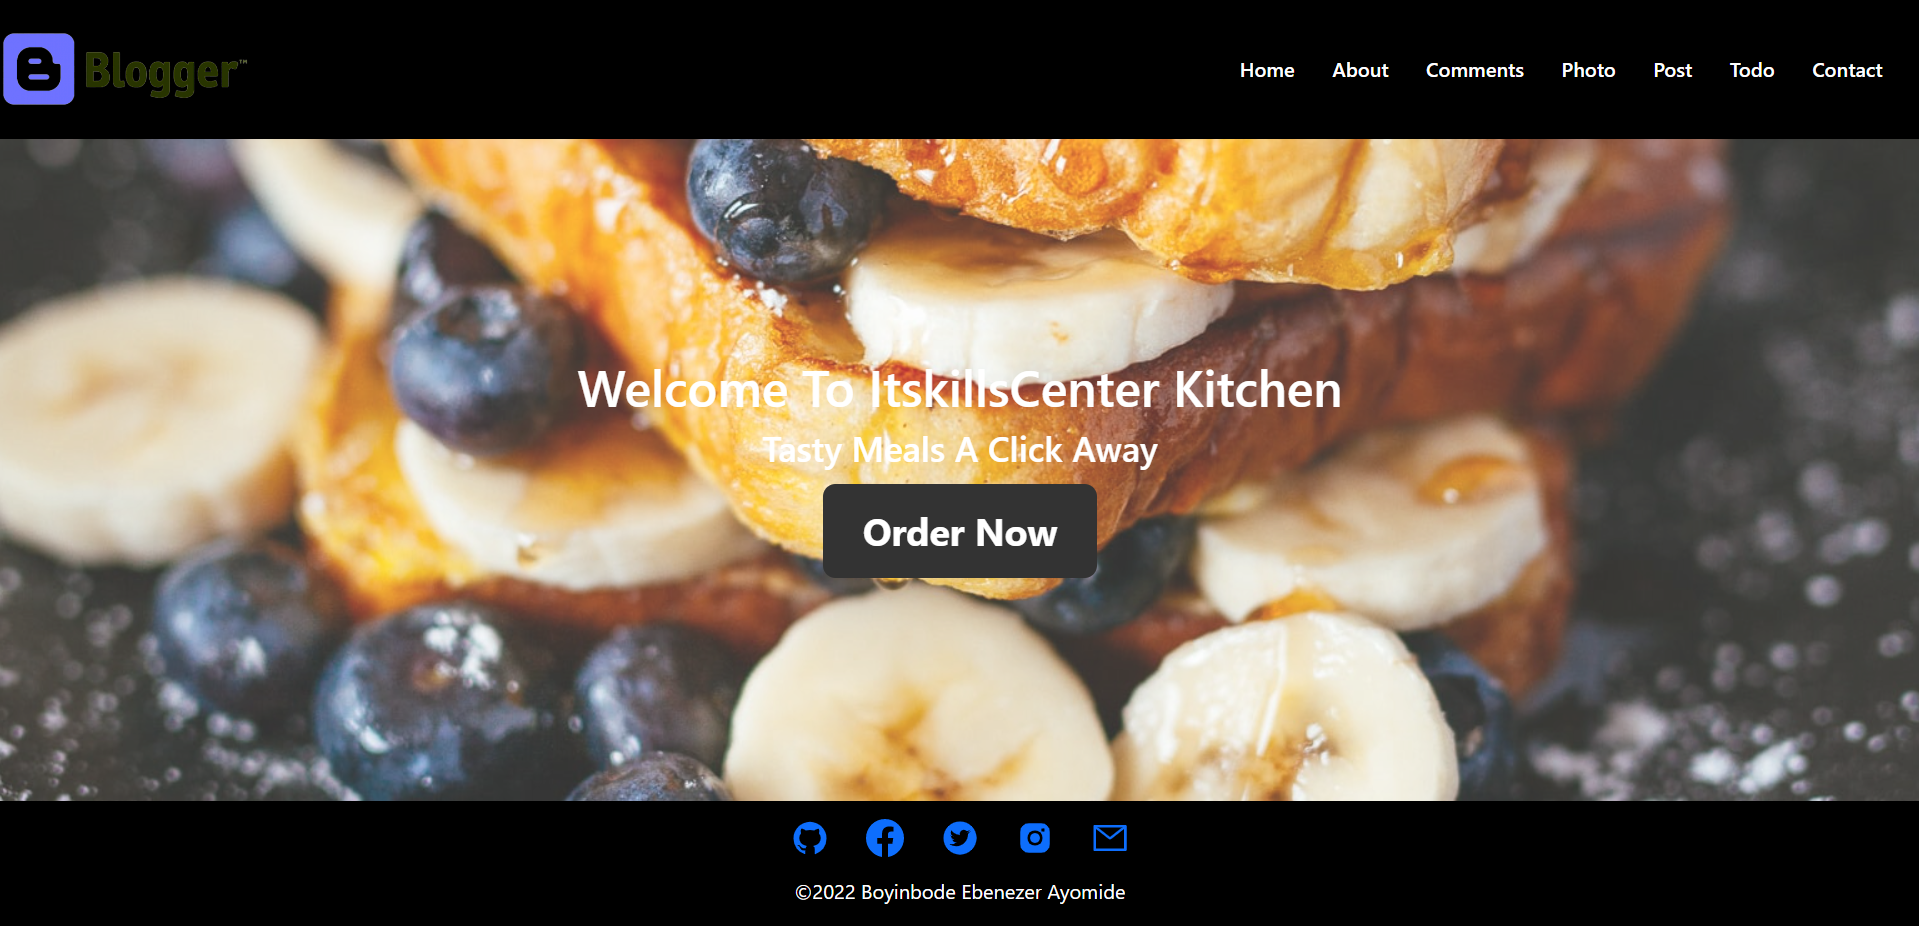 Blogger™
Home About Comments Photo Post Todo Contact
Welcome To ItskillsCenter Kitchen
Tasty Meals A Click Away
Order Now
©2022 Boyinbode Ebenezer Ayomide